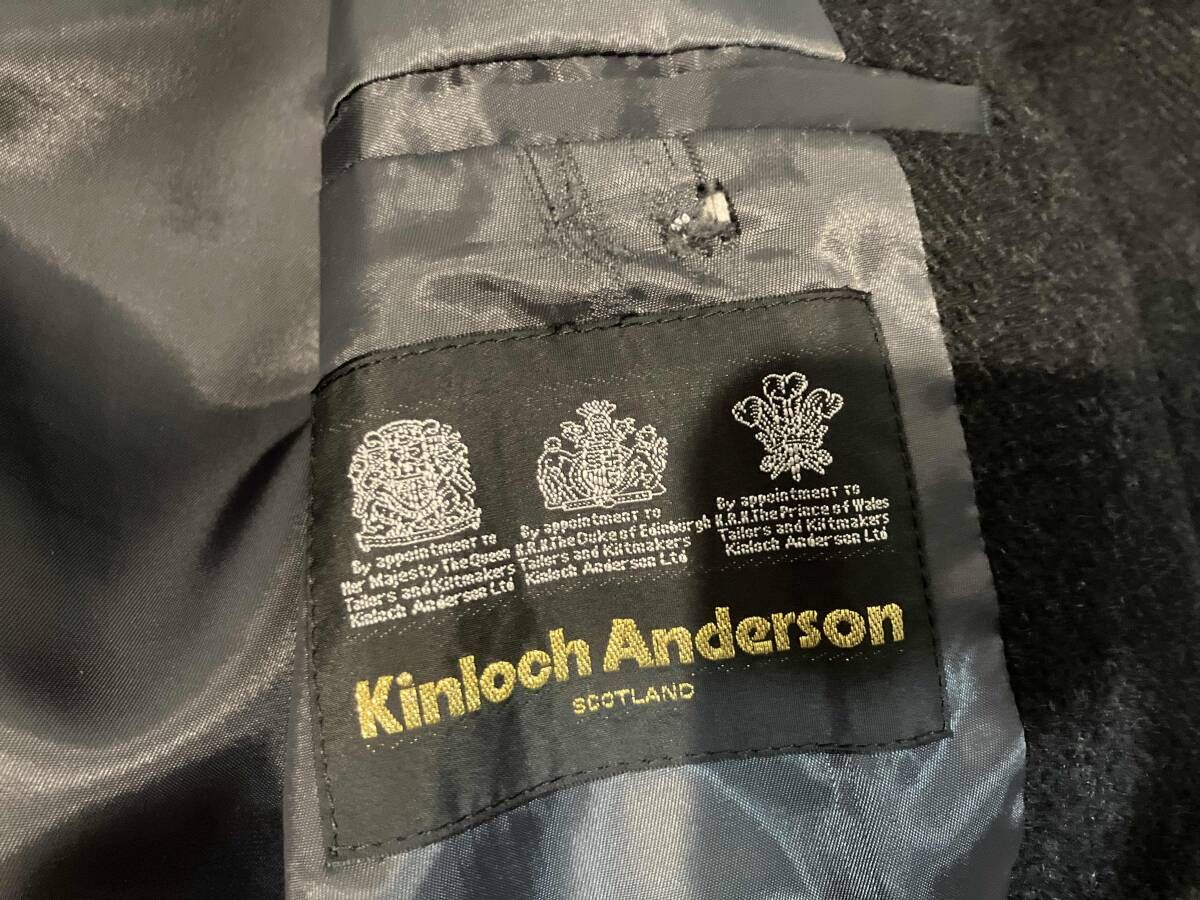 By appointment to
Her Majesty The Queen
Tailors and Kiltmakers
Kinloch Anderson Ltd
By appointment to
H.R.H.The Duke of Edinburgh
Tailors and Kiltmakers
Kinloch Anderson Ltd
By appointment to
H.R.H.The Prince of Wales
Tailors and Kiltmakers
Kinloch Anderson Ltd
Kinloch Anderson
SCOTLAND